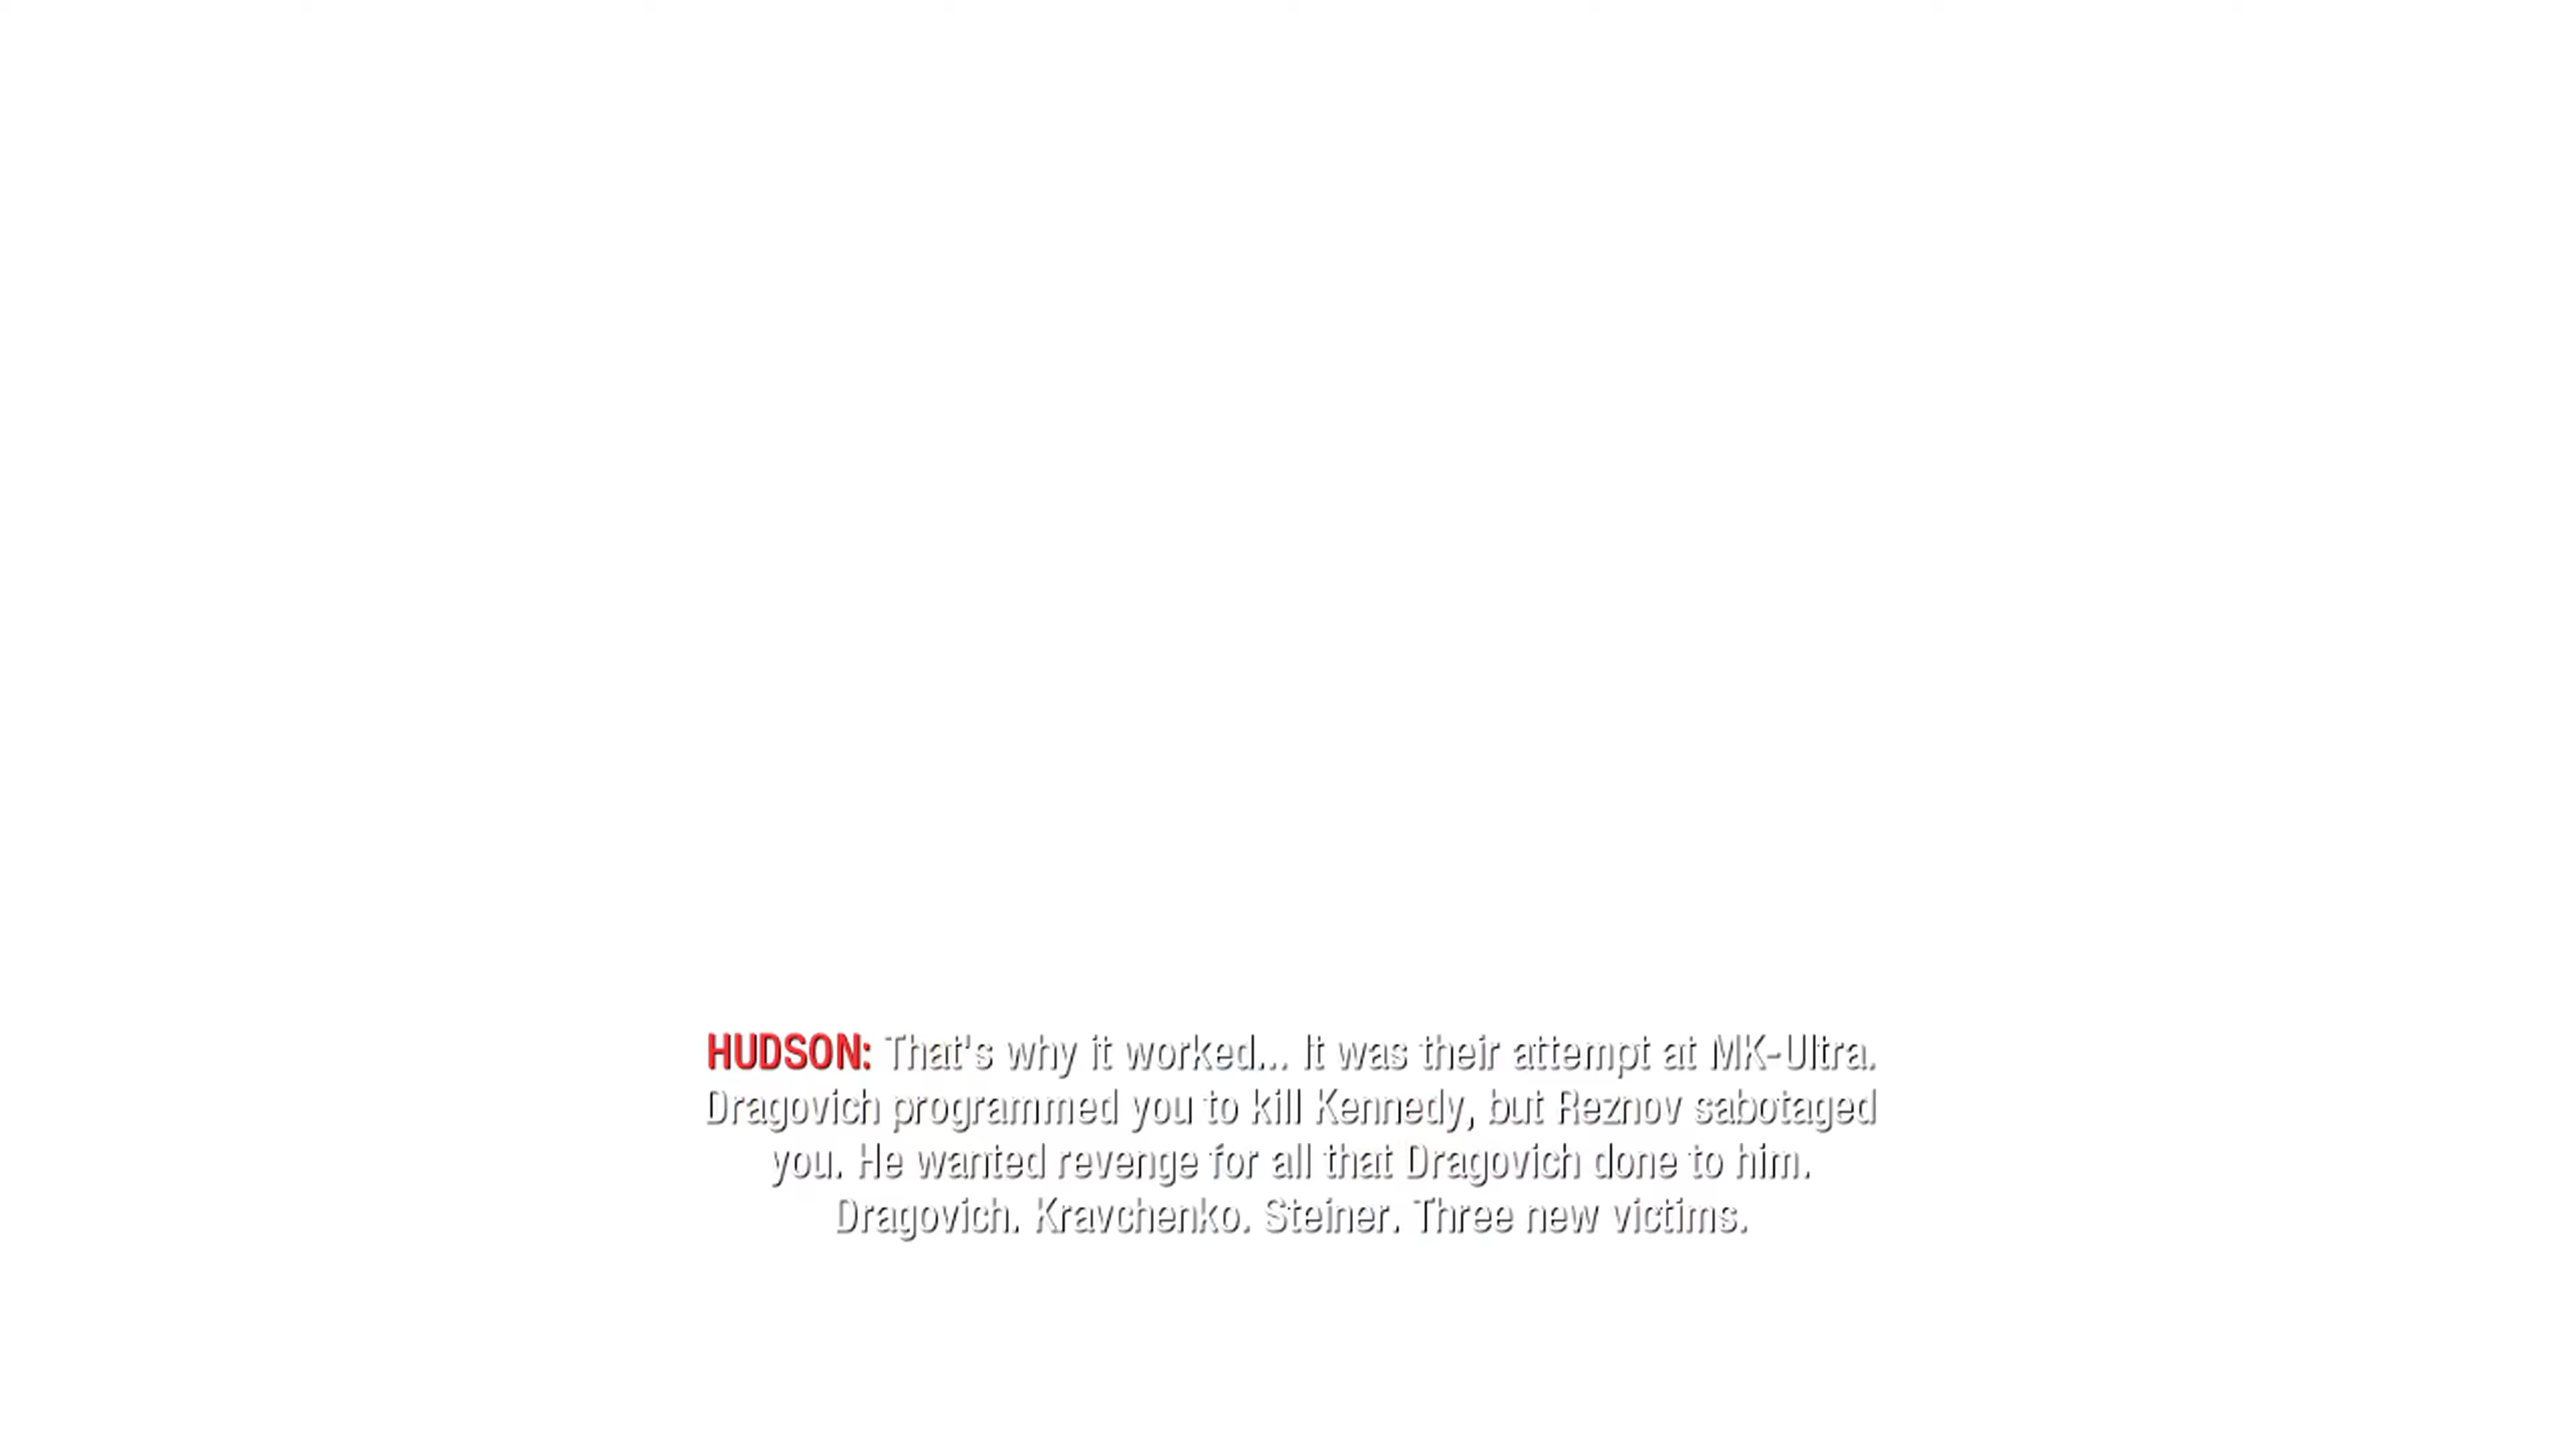 HUDSON: That's why it worked... It was their attempt at MK-Ultra.
Dragovich programmed you to kill Kennedy, but Reznov sabotaged
you. He wanted revenge for all that Dragovich done to him.
Dragovich. Kravchenko. Steiner. Three new victims.